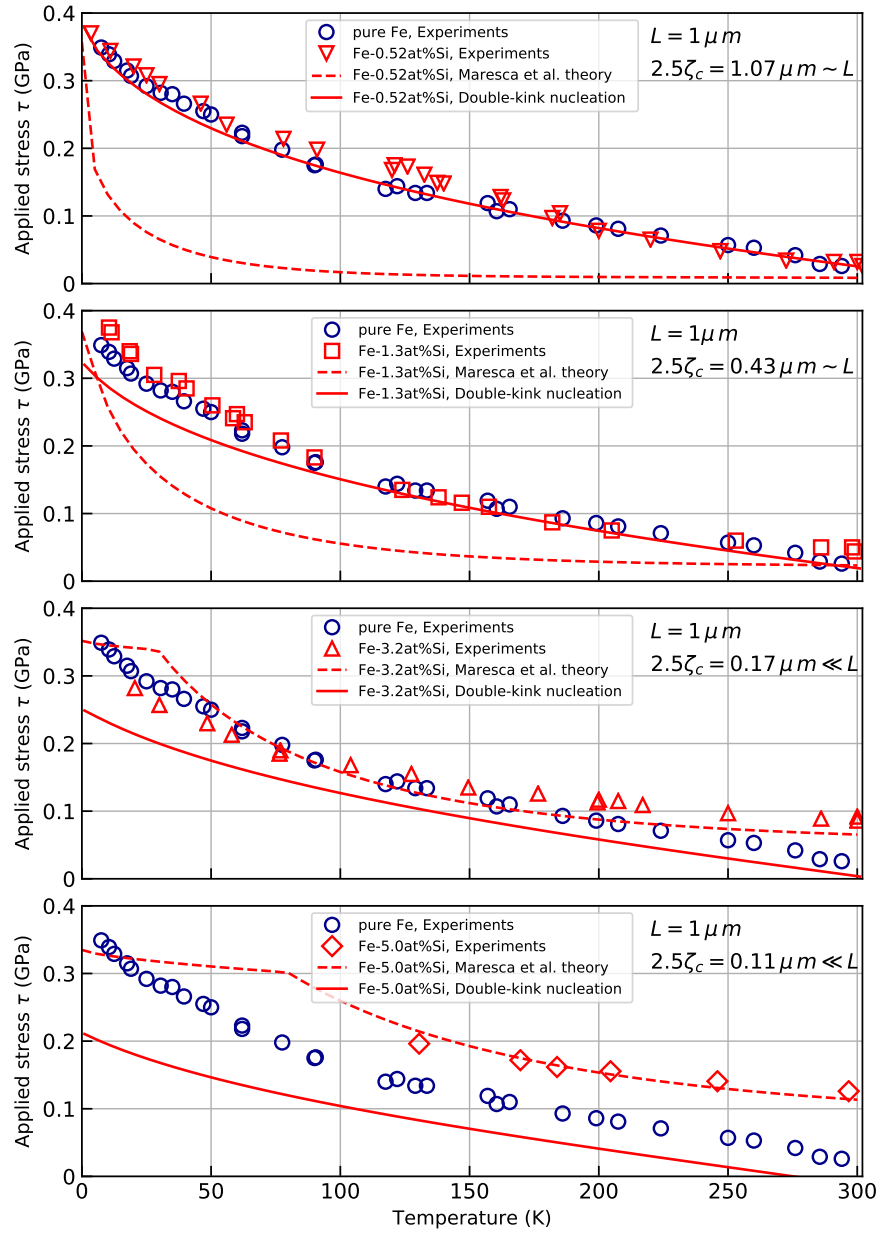 0.4
0.3
0.2
0.1
0
Applied stress τ (GPa)
pure Fe, Experiments
Fe-0.52at%Si, Experiments
Fe-0.52at%Si, Maresca et al. theory
Fe-0.52at%Si, Double-kink nucleation
L = 1 μm
2.5ζc = 1.07 μm ~ L
0.4
0.3
0.2
0.1
0
Applied stress τ (GPa)
pure Fe, Experiments
Fe-1.3at%Si, Experiments
Fe-1.3at%Si, Maresca et al. theory
Fe-1.3at%Si, Double-kink nucleation
L = 1μm
2.5ζc = 0.43 μm ~ L
0.4
0.3
0.2
0.1
0
Applied stress τ (GPa)
pure Fe, Experiments
Fe-3.2at%Si, Experiments
Fe-3.2at%Si, Maresca et al. theory
Fe-3.2at%Si, Double-kink nucleation
L = 1 μm
2.5ζc = 0.17 μm ≪ L
0.4
0.3
0.2
0.1
0
Applied stress τ (GPa)
pure Fe, Experiments
Fe-5.0at%Si, Experiments
Fe-5.0at%Si, Maresca et al. theory
Fe-5.0at%Si, Double-kink nucleation
L = 1 μm
2.5ζc = 0.11 μm ≪ L
0 50 100 150 200 250 300
Temperature (K)